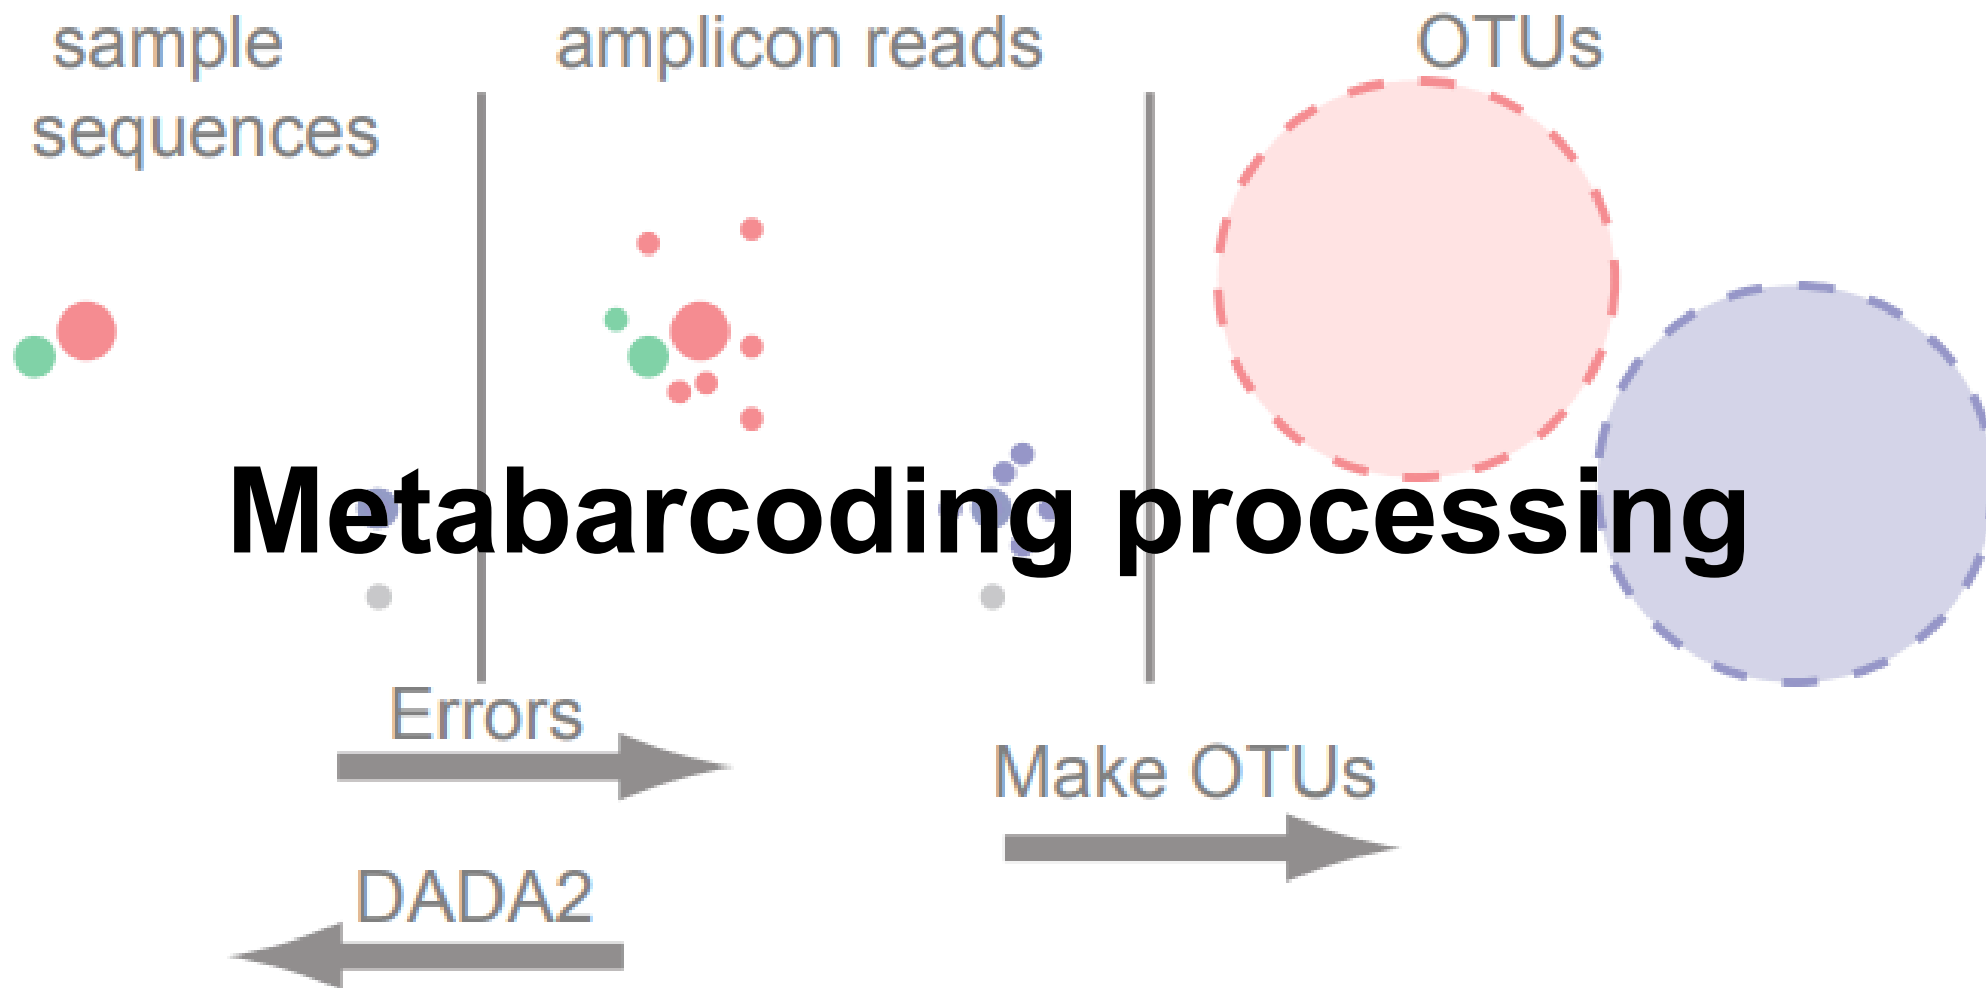 sample
sequences
amplicon reads
OTUs
Metabarcoding processing
Errors
Make OTUs
DADA2